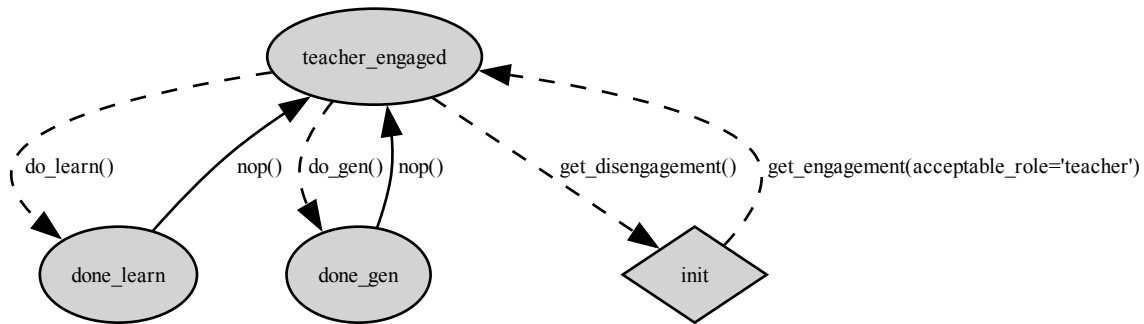 teacher_engaged
do_learn()
nop()
do_gen()
nop()
get_disengagement()
get_engagement(acceptable_role='teacher')
done_learn
done_gen
init